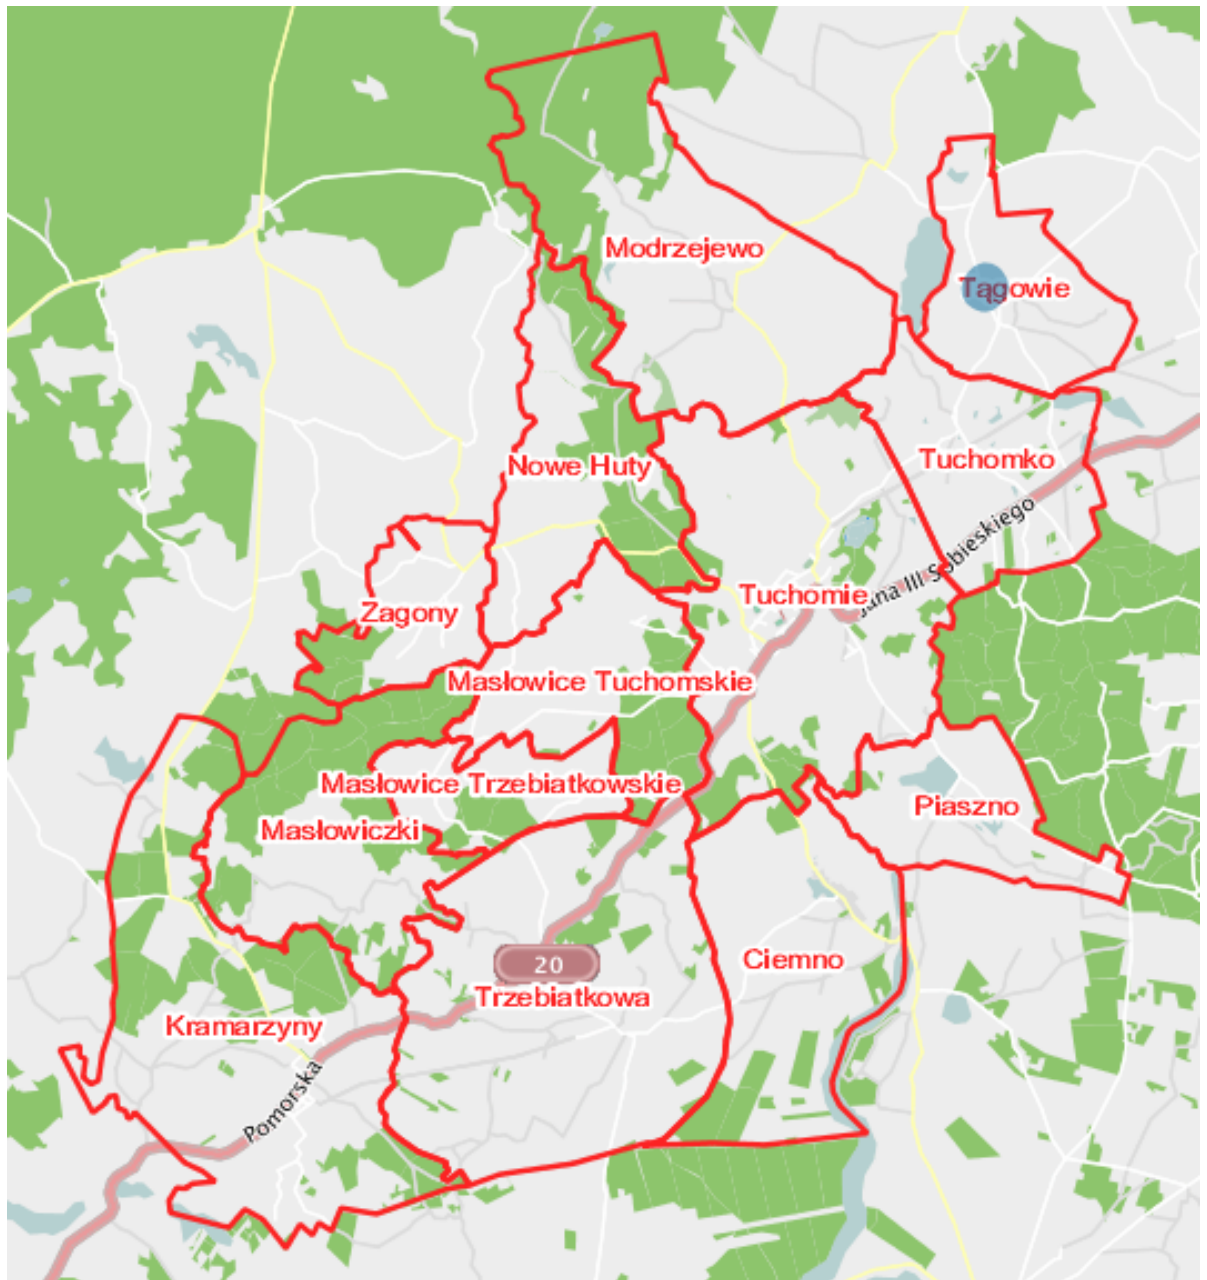 Modrzejewo
Tągowie
Tuchomko
Nowe Huty
Jana III Sobieskiego
Tuchomie
Zagony
Masłowice Tuchomskie
Masłowice Trzebiatkowskie
Piaszno
Masłowiczki
Ciemno
20
Trzebiatkowa
Kramarzyny
Pomorska